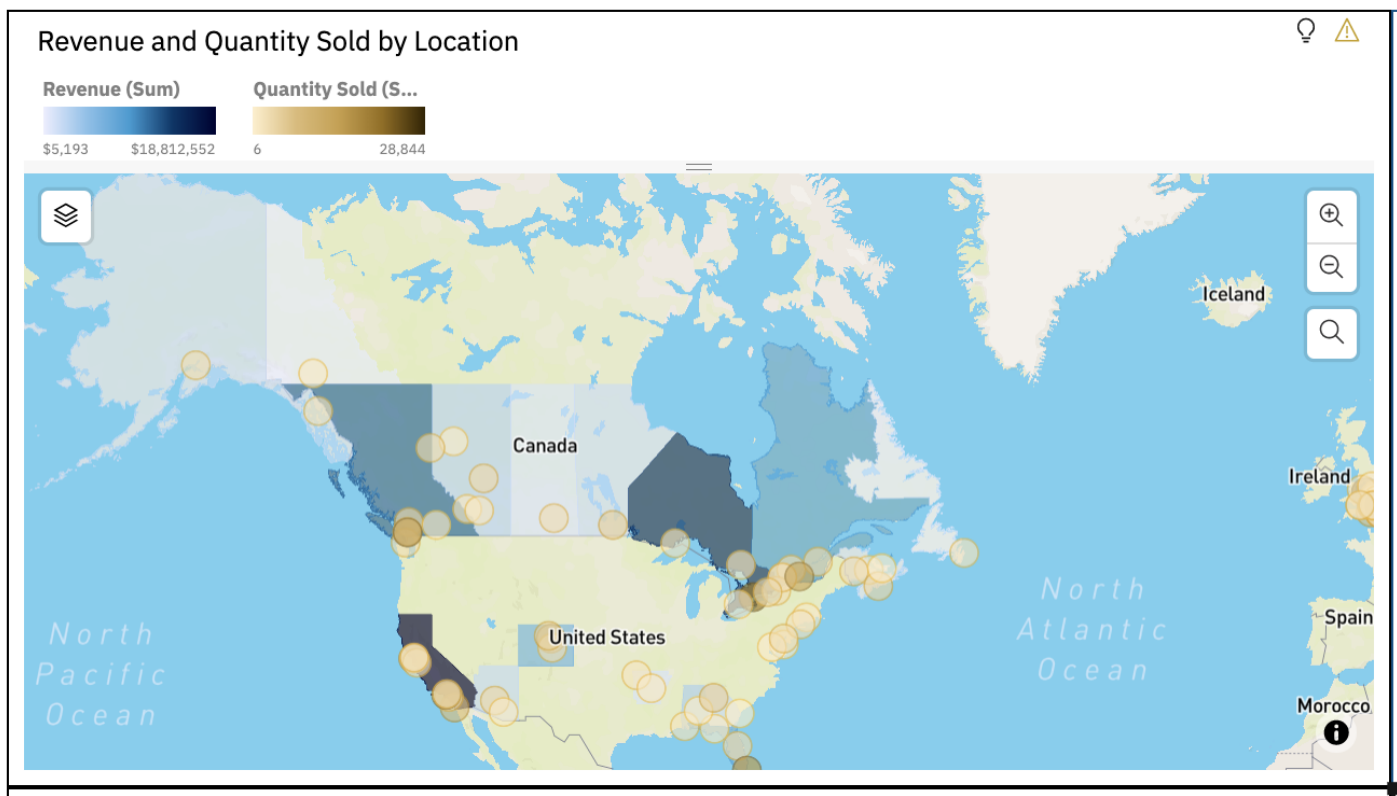 Revenue and Quantity Sold by Location
Revenue (Sum)
Quantity Sold (S...
$5,193
$18,812,552
6
28,844
Iceland
Canada
Ireland
North
Atlantic
Ocean
Spain
United States
North
Pacific
Ocean
Morocco